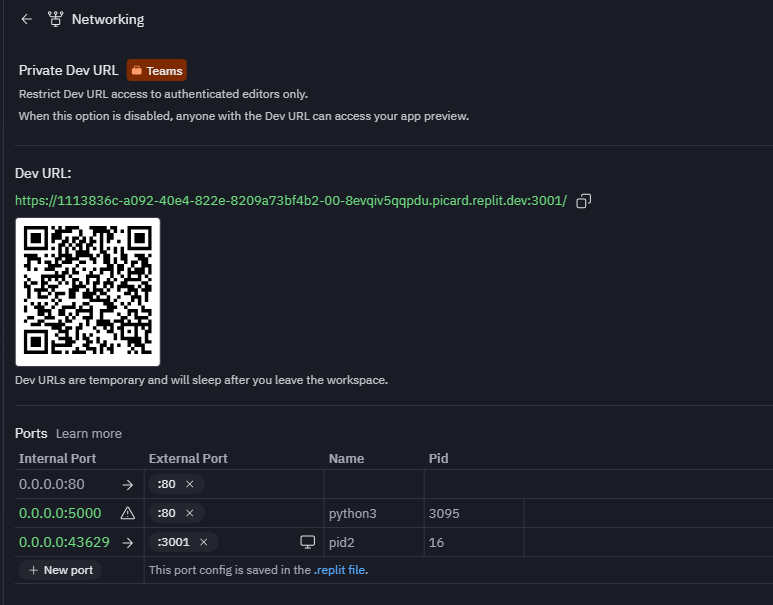 Networking
Private Dev URL Teams
Restrict Dev URL access to authenticated editors only.
When this option is disabled, anyone with the Dev URL can access your app preview.
Dev URL:
https://1113836c-a092-40e4-822e-8209a73bf4b2-00-8evqiv5qqpdu.picard.replit.dev:3001/
Dev URLs are temporary and will sleep after you leave the workspace.
Ports Learn more
Internal Port External Port Name Pid
0.0.0.0:80 → :80 ×
0.0.0.0:5000 :80 × python3 3095
0.0.0.0:43629 → :3001 × pid2 16
+ New port This port config is saved in the .replit file.